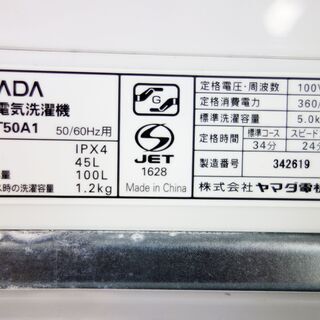 ADA
電気洗濯機
T50A1 50/60Hz用
IPX4
45L
量 100L
ス時の洗濯容量 1.2kg
G
S
JET
1628
Made in China
定格電圧・周波数 100V
定格消費電力 360/
定格洗濯容量 5.0k
定格時間 標準コース スピード
34分 24分
製造番号 342619
株式会社 ヤマダ電